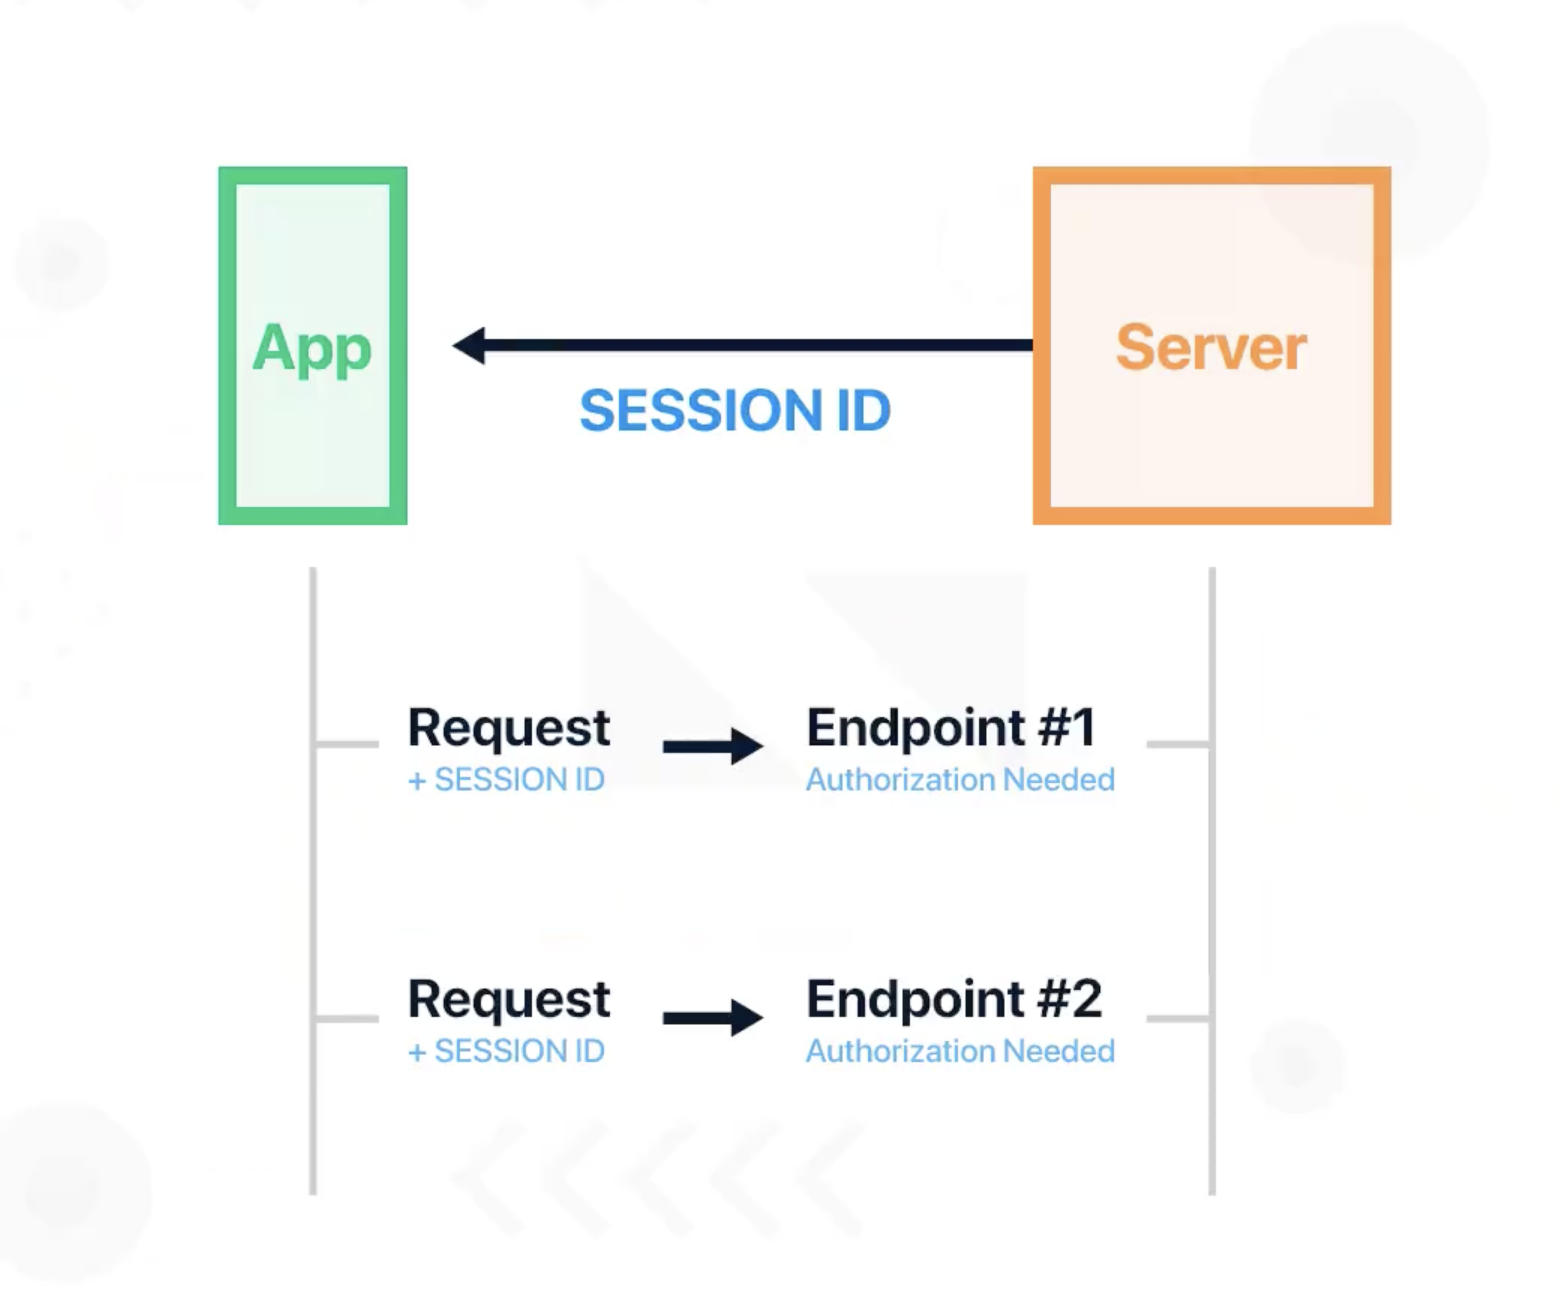 App
Server
SESSION ID
Request
+ SESSION ID
Endpoint #1
Authorization Needed
Request
+ SESSION ID
Endpoint #2
Authorization Needed